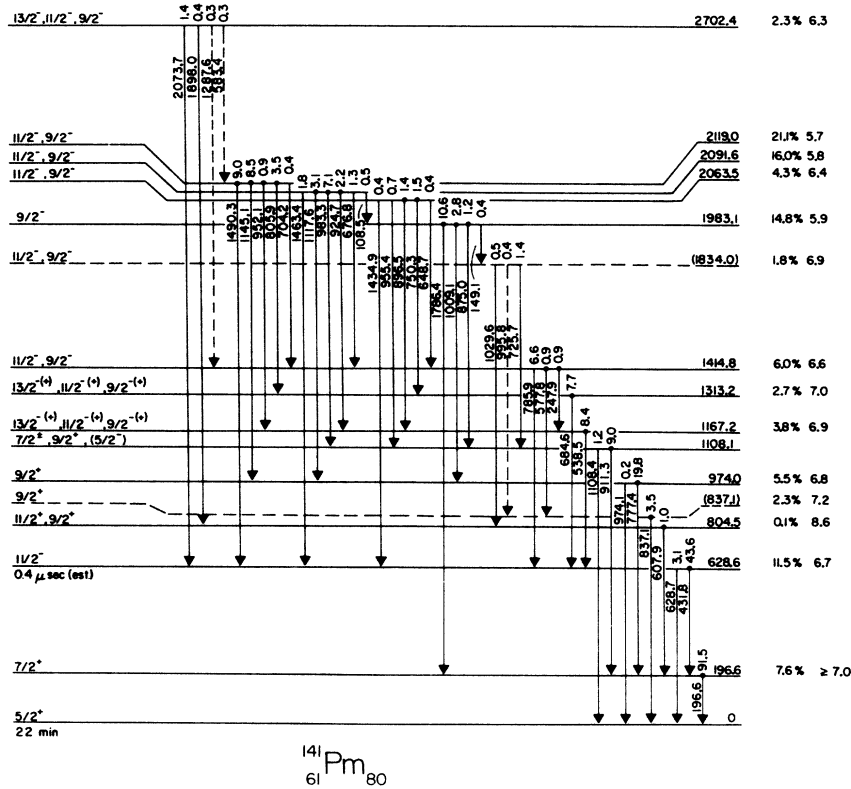 13/2⁻, 11/2⁻, 9/2⁻ 2702.4 2.3% 6.3
1.4 0.4 0.3 0.3
2073.7 1898.0 1287.6 583.4
11/2⁻, 9/2⁻ 2119.0 21.1% 5.7
11/2⁻, 9/2⁻ 2091.6 16.0% 5.8
11/2⁻, 9/2⁻ 2063.5 4.3% 6.4
9.0 8.5 0.9 3.5 0.4 1.8 3.1 7.1 2.2 1.3 0.5 0.4 0.7 1.4 1.5 0.4
1490.3 1145.1 952.1 805.9 704.2 1463.4 1117.6 983.3 924.7 676.8 108.5 1434.9 955.4 896.5 750.3 648.7
9/2⁻ 1983.1 14.8% 5.9
10.6 2.8 1.2 0.4
1786.4 1009.1 875.0 149.1
11/2⁻, 9/2⁻ (1834.0) 1.8% 6.9
0.5 0.4 1.4
1029.6 995.8 725.7
11/2⁻, 9/2⁻ 1414.8 6.0% 6.6
6.6 0.9 0.9
785.9 577.8 247.9
13/2⁻⁽⁺⁾, 11/2⁻⁽⁺⁾, 9/2⁻⁽⁺⁾ 1313.2 2.7% 7.0
7.7
684.6
13/2⁻⁽⁺⁾, 11/2⁻⁽⁺⁾, 9/2⁻⁽⁺⁾ 1167.2 3.8% 6.9
8.4
538.5
7/2±, 9/2⁺, (5/2⁻) 1108.1
1.2 9.0
1108.4 911.3
9/2⁺ 974.0 5.5% 6.8
0.2 19.8
974.1 777.4
9/2⁺ (837.1) 2.3% 7.2
3.5
837.1
11/2⁺, 9/2⁺ 804.5 0.1% 8.6
1.0
607.9
11/2⁻ 628.6 11.5% 6.7
0.4 μ sec (est)
3.1 43.6
628.7 431.8
7/2⁺ 196.6 7.6% ≥ 7.0
91.5
196.6
5/2⁺ 0
22 min
¹⁴¹₆₁Pm₈₀